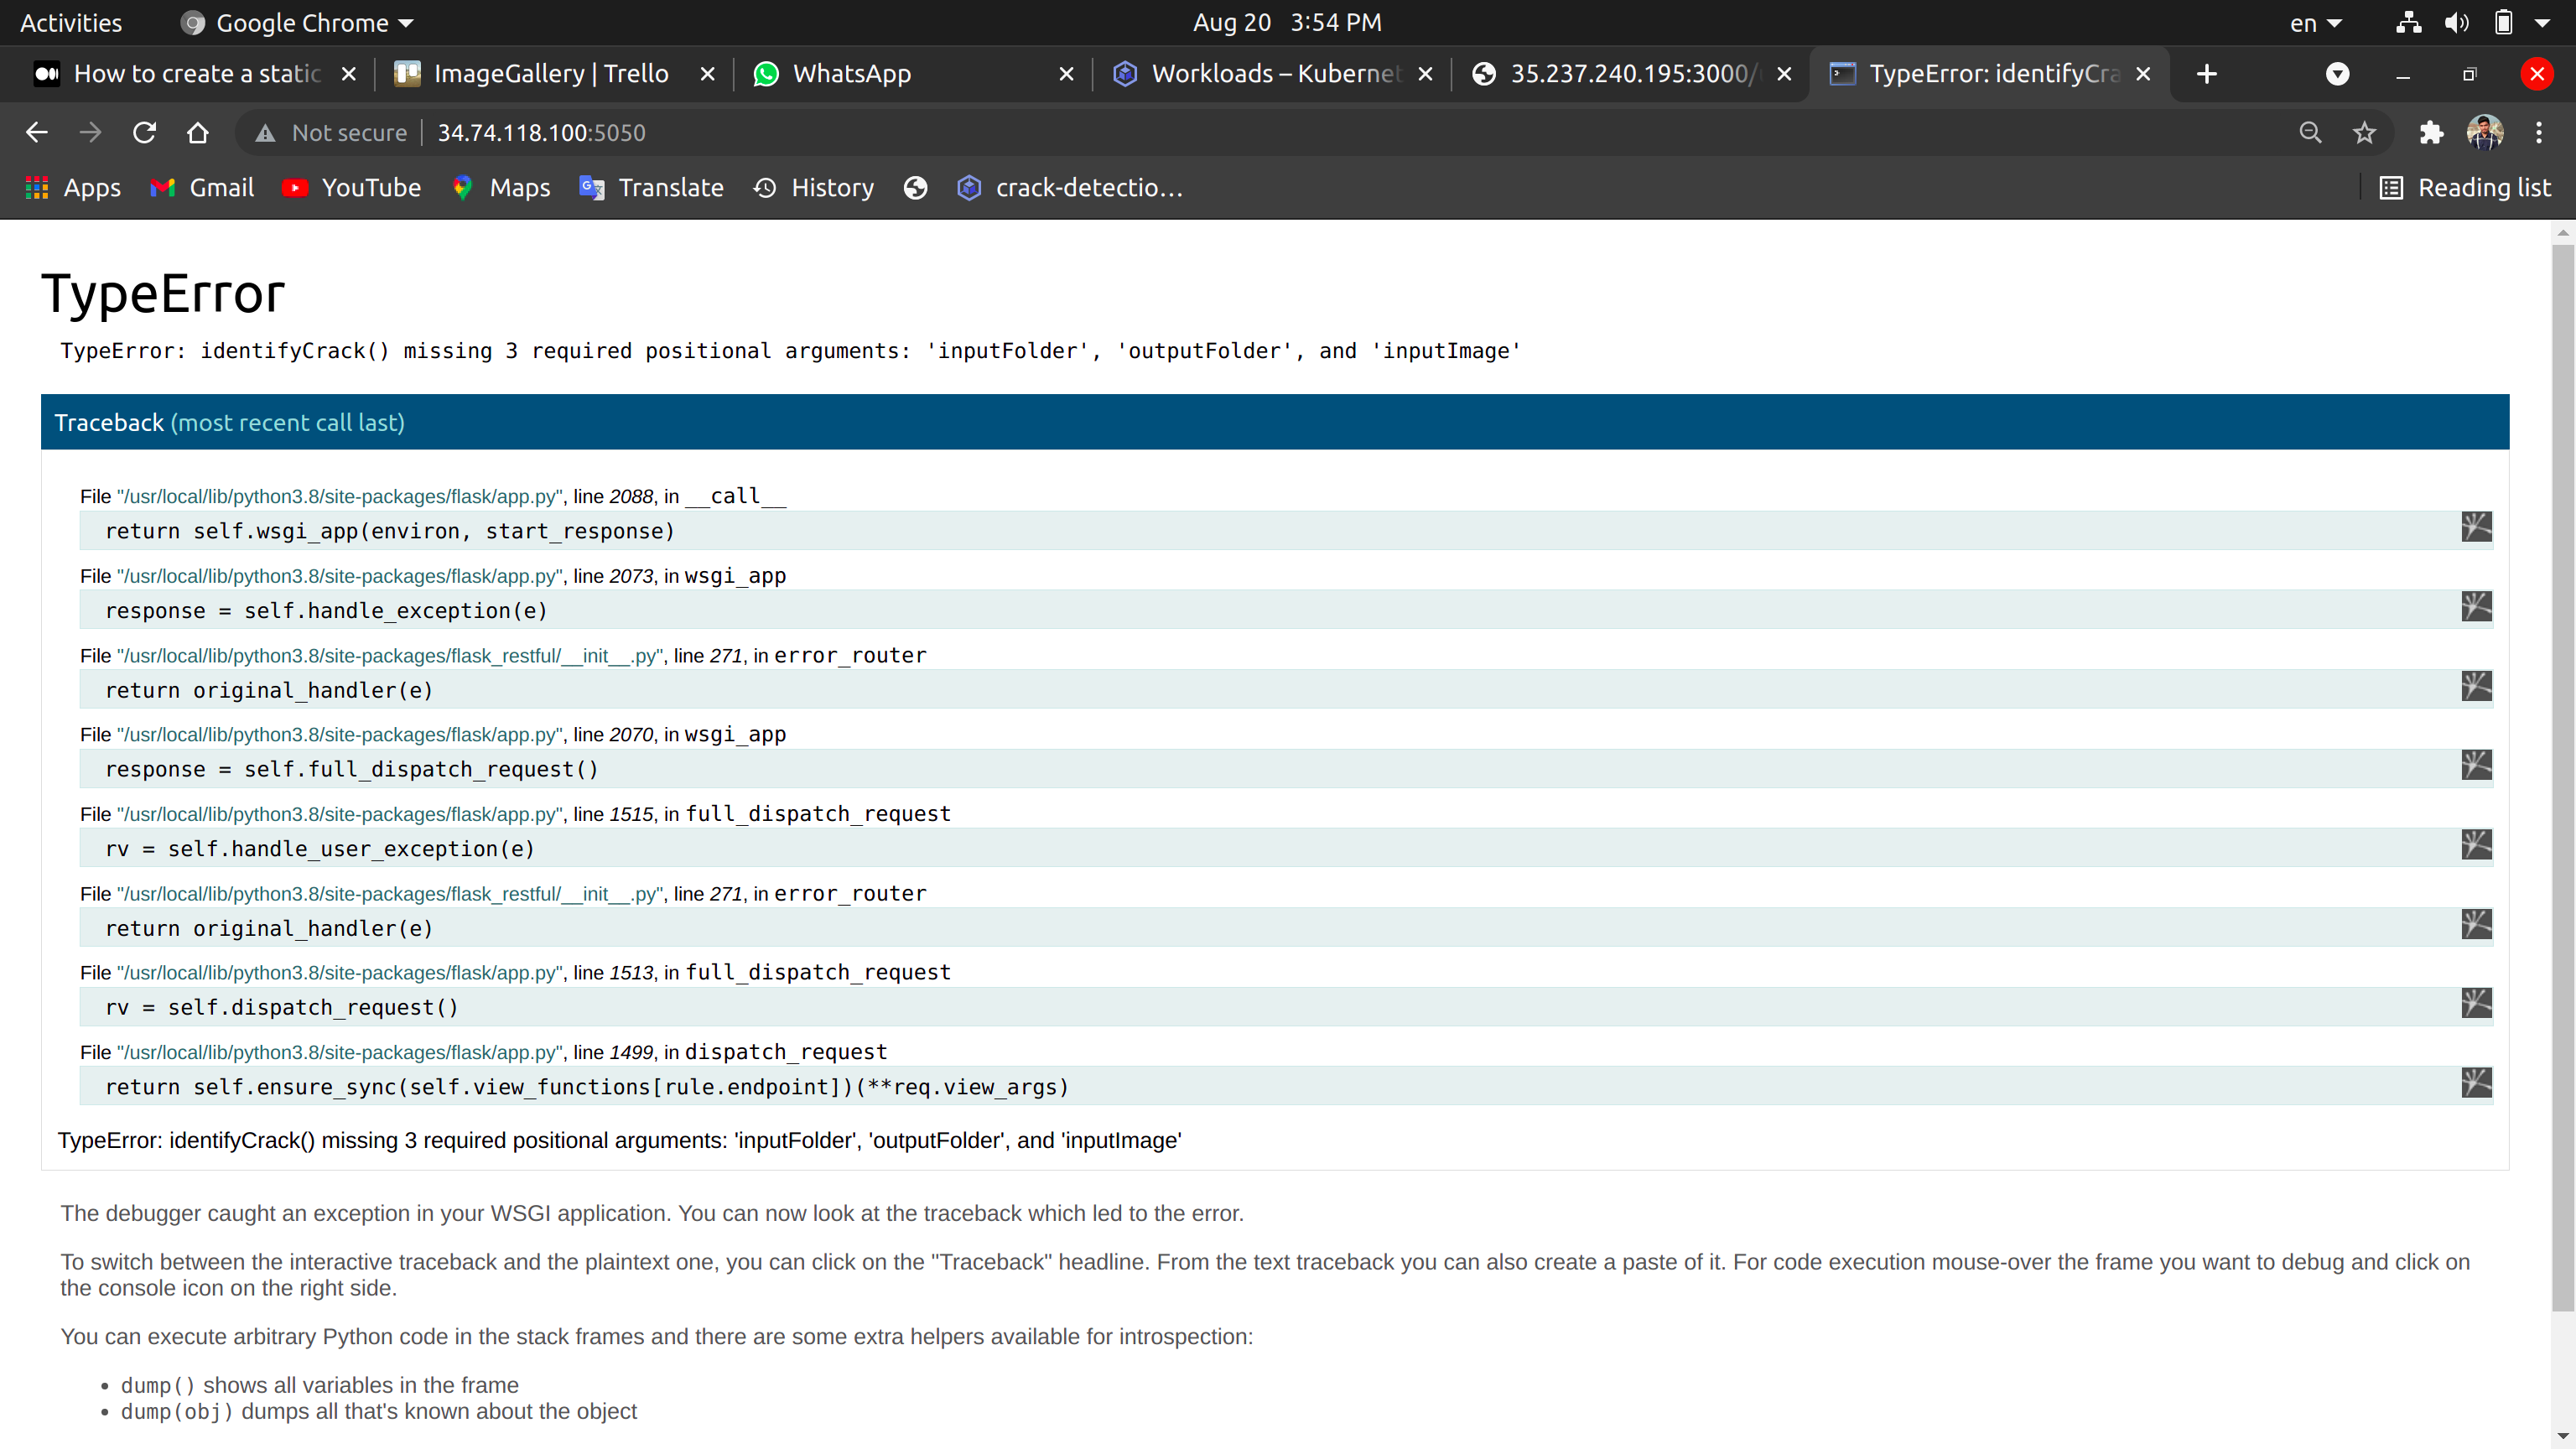 Activities Google Chrome Aug 20 3:54 PM en
How to create a static ImageGallery | Trello WhatsApp Workloads – Kubernet 35.237.240.195:3000/ TypeError: identifyCra
Not secure 34.74.118.100:5050
Apps Gmail YouTube Maps Translate History crack-detectio... Reading list
TypeError
TypeError: identifyCrack() missing 3 required positional arguments: 'inputFolder', 'outputFolder', and 'inputImage'
Traceback (most recent call last)
File "/usr/local/lib/python3.8/site-packages/flask/app.py", line 2088, in __call__
return self.wsgi_app(environ, start_response)
File "/usr/local/lib/python3.8/site-packages/flask/app.py", line 2073, in wsgi_app
response = self.handle_exception(e)
File "/usr/local/lib/python3.8/site-packages/flask_restful/__init__.py", line 271, in error_router
return original_handler(e)
File "/usr/local/lib/python3.8/site-packages/flask/app.py", line 2070, in wsgi_app
response = self.full_dispatch_request()
File "/usr/local/lib/python3.8/site-packages/flask/app.py", line 1515, in full_dispatch_request
rv = self.handle_user_exception(e)
File "/usr/local/lib/python3.8/site-packages/flask_restful/__init__.py", line 271, in error_router
return original_handler(e)
File "/usr/local/lib/python3.8/site-packages/flask/app.py", line 1513, in full_dispatch_request
rv = self.dispatch_request()
File "/usr/local/lib/python3.8/site-packages/flask/app.py", line 1499, in dispatch_request
return self.ensure_sync(self.view_functions[rule.endpoint])(**req.view_args)
TypeError: identifyCrack() missing 3 required positional arguments: 'inputFolder', 'outputFolder', and 'inputImage'
The debugger caught an exception in your WSGI application. You can now look at the traceback which led to the error.
To switch between the interactive traceback and the plaintext one, you can click on the "Traceback" headline. From the text traceback you can also create a paste of it. For code execution mouse-over the frame you want to debug and click on
the console icon on the right side.
You can execute arbitrary Python code in the stack frames and there are some extra helpers available for introspection:
• dump() shows all variables in the frame
• dump(obj) dumps all that's known about the object